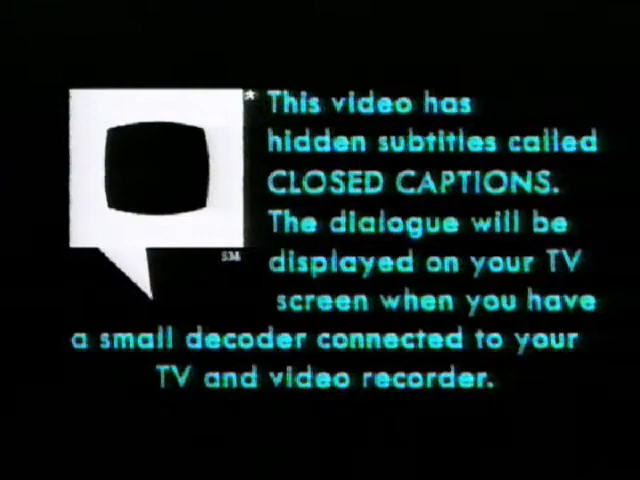 * This video has
hidden subtitles called
CLOSED CAPTIONS.
The dialogue will be
SM displayed on your TV
screen when you have
a small decoder connected to your
TV and video recorder.